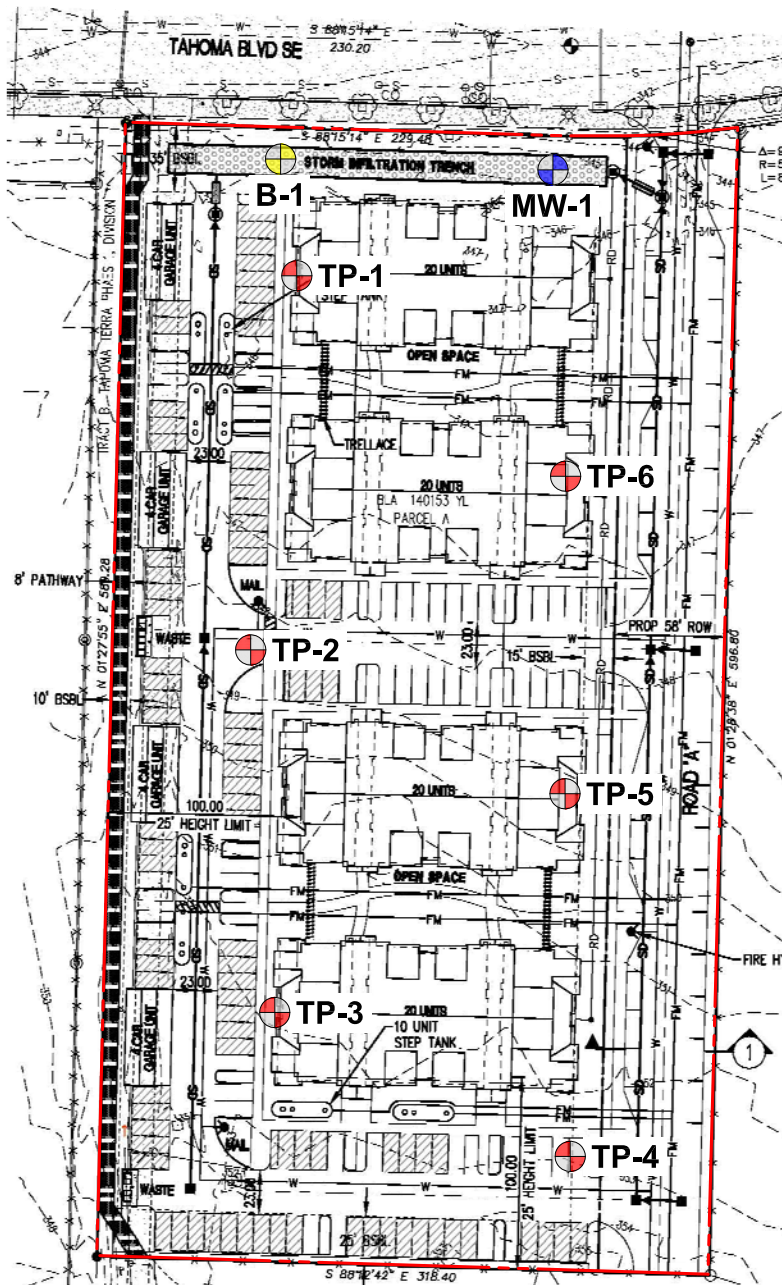 S 88°15'14" E
230.20
TAHOMA BLVD SE
S 88°15'14" E 229.48
35' BSBL
STORM INFILTRATION TRENCH
B-1
MW-1
4-CAR
GARAGE UNIT
20 UNITS
TP-1
STEP TANK
OPEN SPACE
TRACT B, TAHOMA TERRA PH. DIVISION
TRELLACE
23.00
TP-6
20 UNITS
BLA 140153 YL
PARCEL A
4-CAR
GARAGE UNIT
8' PATHWAY
MAIL
WASTE
TP-2
23.00
15' BSBL
PROP 58' ROW
10' BSBL
N 01°28'38" E 596.80
4-CAR
GARAGE UNIT
20 UNITS
TP-5
ROAD "A"
100.00
25' HEIGHT LIMIT
OPEN SPACE
FIRE HY
23.00
4-CAR
GARAGE UNIT
TP-3
20 UNITS
10 UNIT
STEP TANK
1
MAIL
WASTE
23.00
100.00
25' HEIGHT LIMIT
TP-4
25' BSBL
S 88°12'42" E 318.40